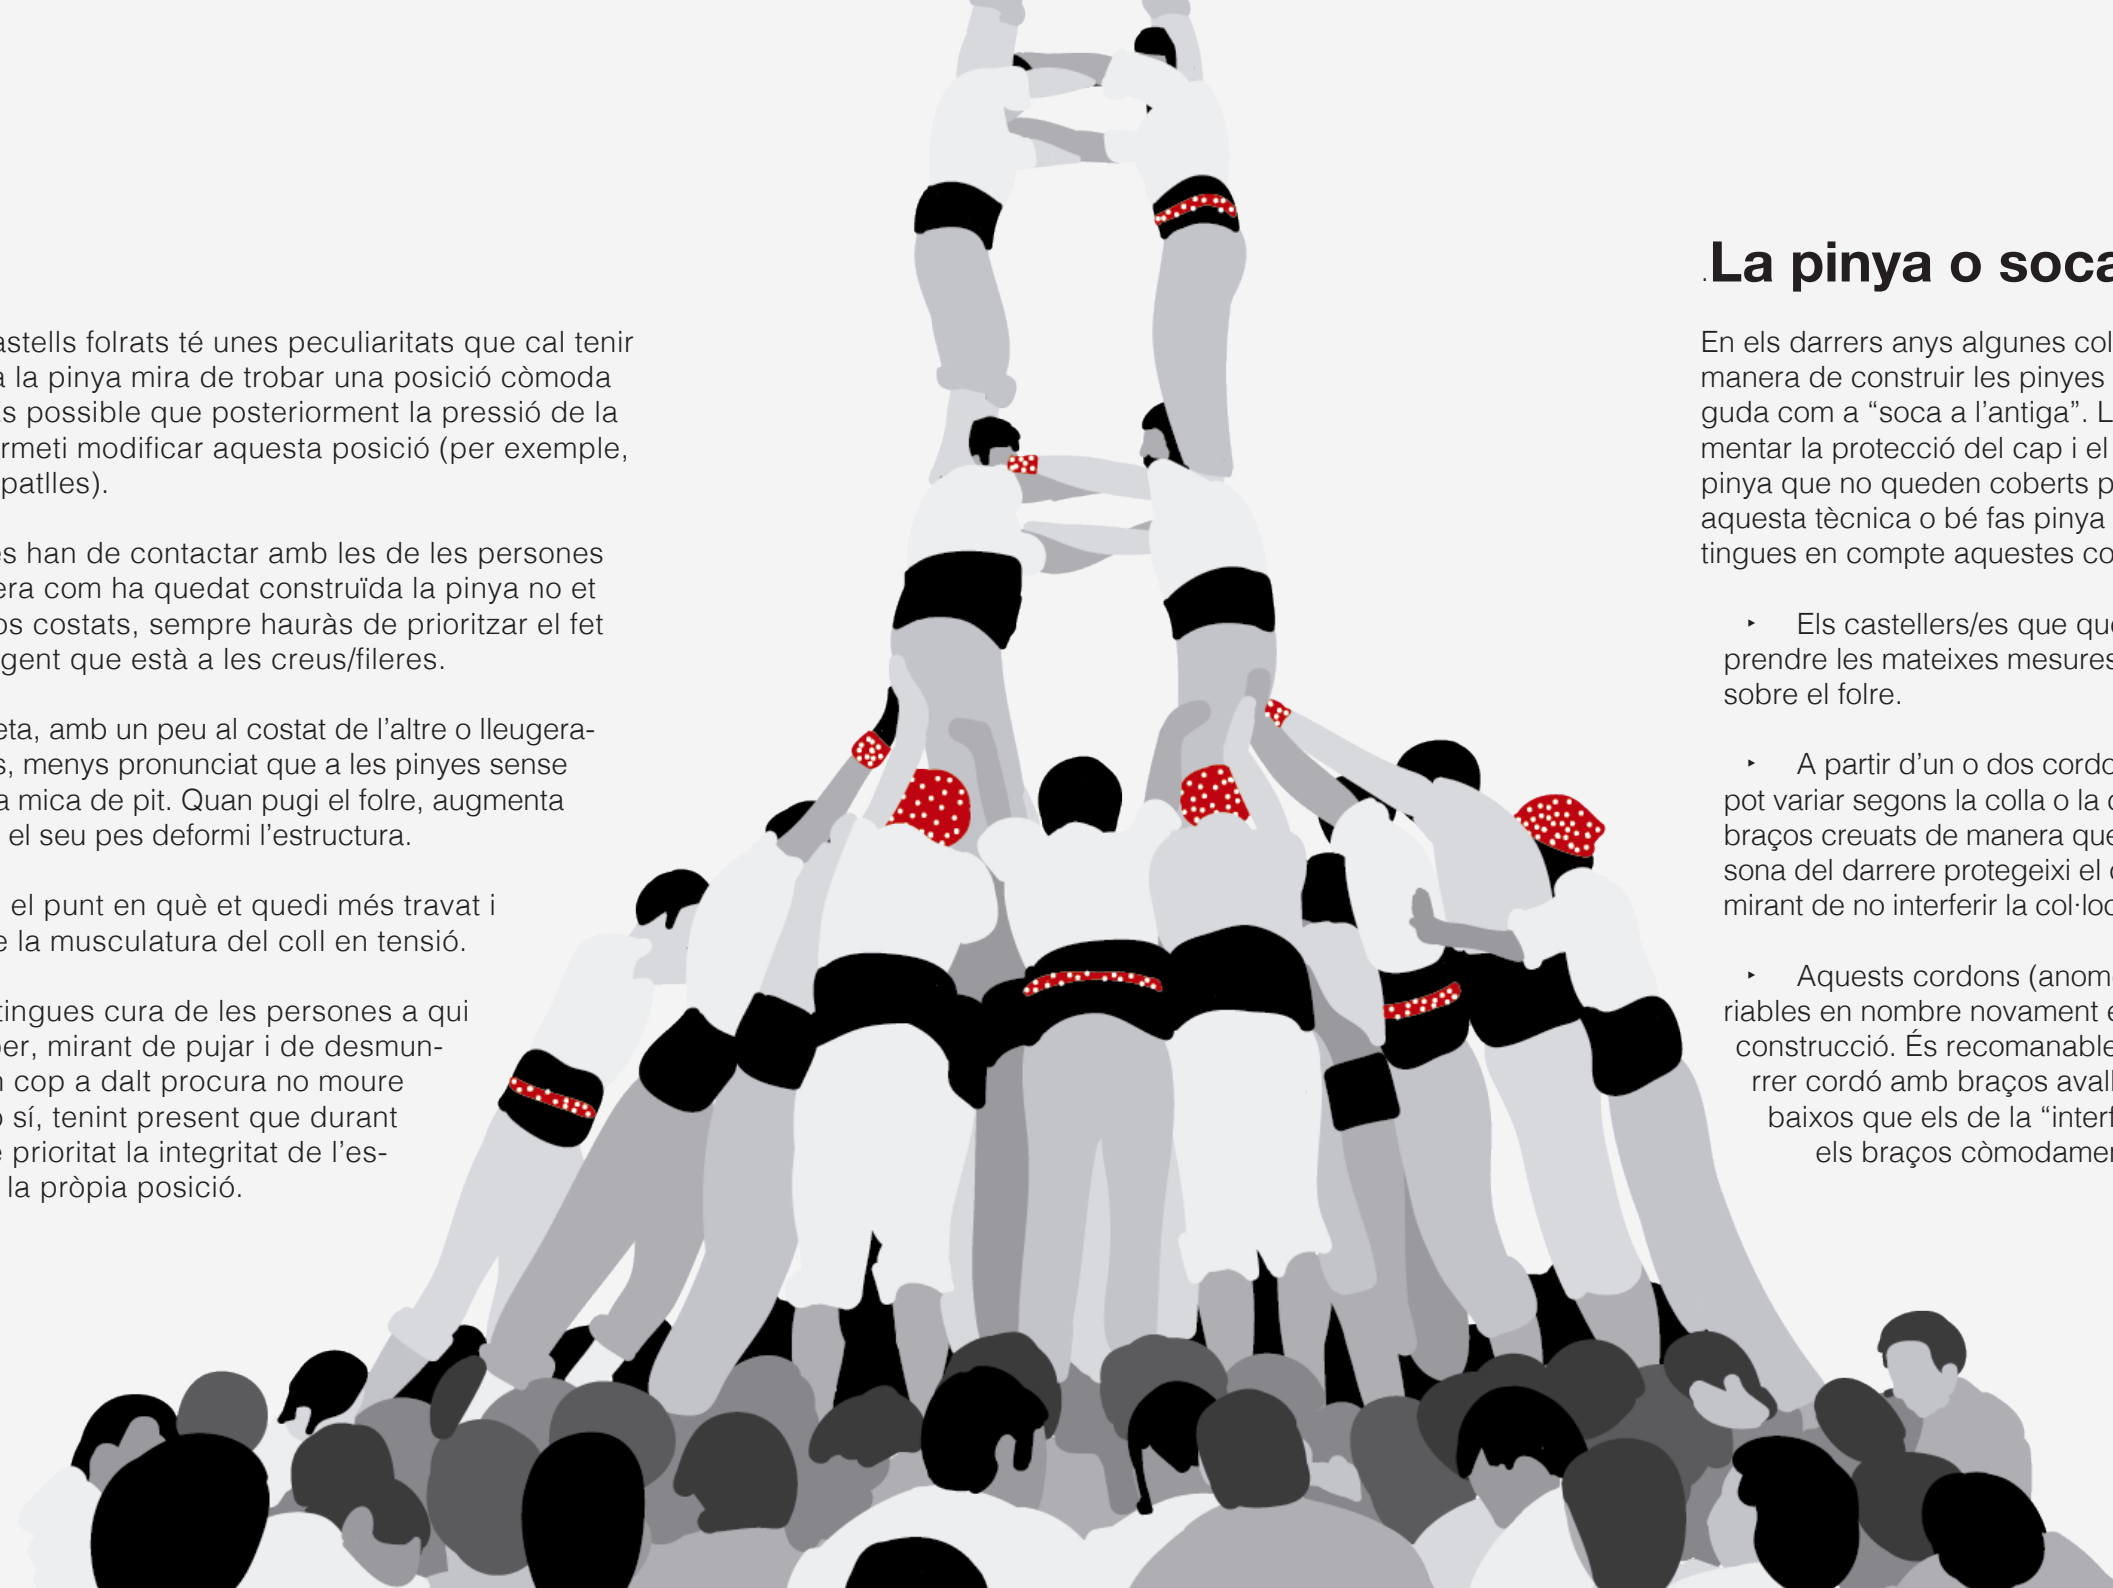 astells folrats té unes peculiaritats que cal tenir
a la pinya mira de trobar una posició còmoda
s possible que posteriorment la pressió de la
rmeti modificar aquesta posició (per exemple,
patlles).
es han de contactar amb les de les persones
era com ha quedat construïda la pinya no et
os costats, sempre hauràs de prioritzar el fet
gent que està a les creus/fileres.
eta, amb un peu al costat de l’altre o lleugera-
s, menys pronunciat que a les pinyes sense
a mica de pit. Quan pugi el folre, augmenta
el seu pes deformi l’estructura.
el punt en què et quedi més travat i
e la musculatura del coll en tensió.
tingues cura de les persones a qui
per, mirant de pujar i de desmun-
n cop a dalt procura no moure
o sí, tenint present que durant
e prioritat la integritat de l’es-
la pròpia posició.
.La pinya o soca
En els darrers anys algunes col
manera de construir les pinyes
guda com a “soca a l’antiga”. L
mentar la protecció del cap i el
pinya que no queden coberts p
aquesta tècnica o bé fas pinya
tingues en compte aquestes co
‣ Els castellers/es que que
prendre les mateixes mesures
sobre el folre.
‣ A partir d’un o dos cordo
pot variar segons la colla o la c
braços creuats de manera que
sona del darrere protegeixi el c
mirant de no interferir la col·loc
‣ Aquests cordons (anome
riables en nombre novament e
construcció. És recomanable
rrer cordó amb braços avall
baixos que els de la “interf
els braços còmodamen